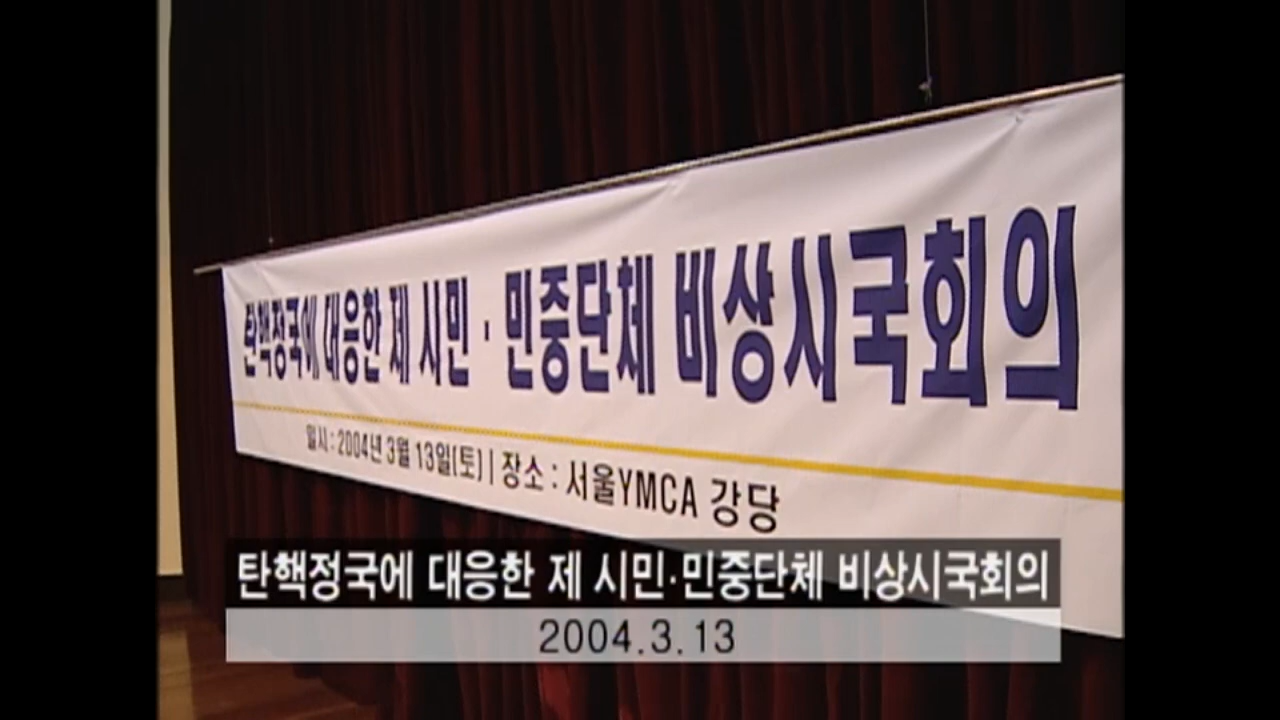 탄핵정국에 대응한 제 시민·민중단체 비상시국회의
일시 : 2004년 3월 13일(토) | 장소 : 서울YMCA 강당
탄핵정국에 대응한 제 시민·민중단체 비상시국회의
2004.3.13